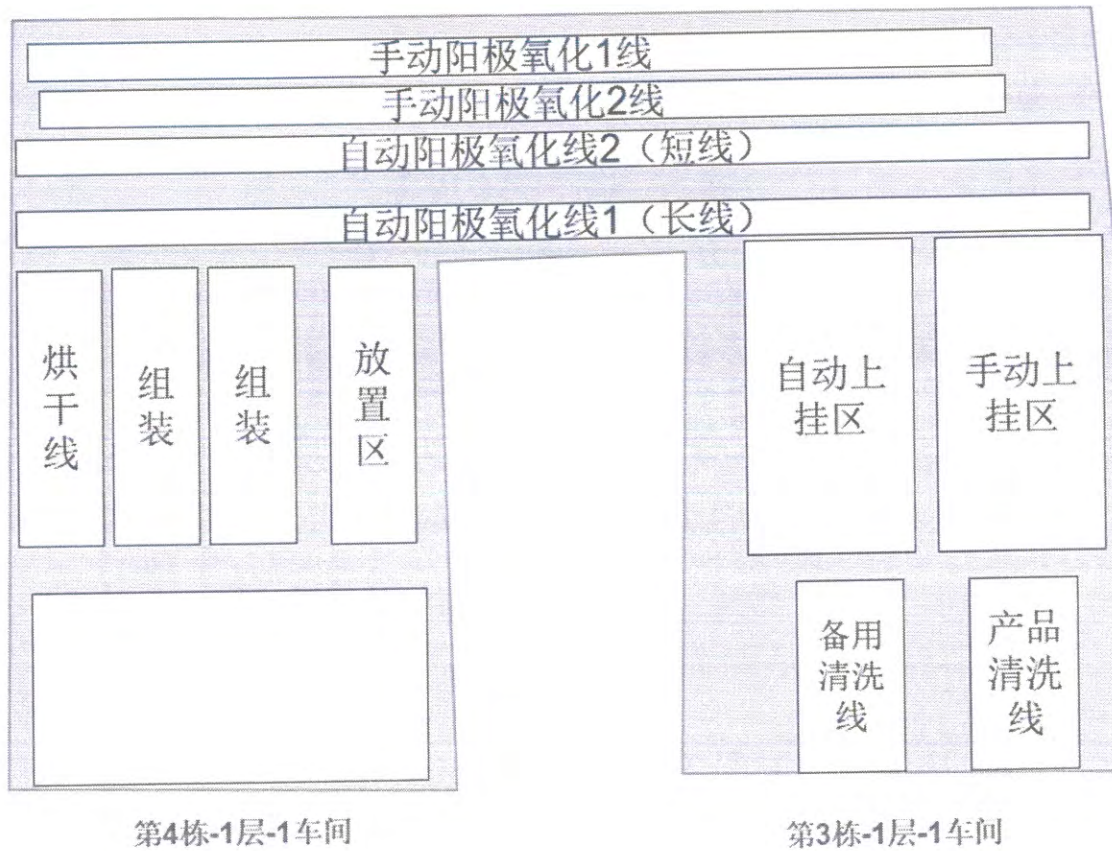 手动阳极氧化1线
手动阳极氧化2线
自动阳极氧化线2（短线）
自动阳极氧化线1（长线）
烘
干
线
组
装
组
装
放
置
区
自动上
挂区
手动上
挂区
备用
清洗
线
产品
清洗
线
第4栋-1层-1车间
第3栋-1层-1车间